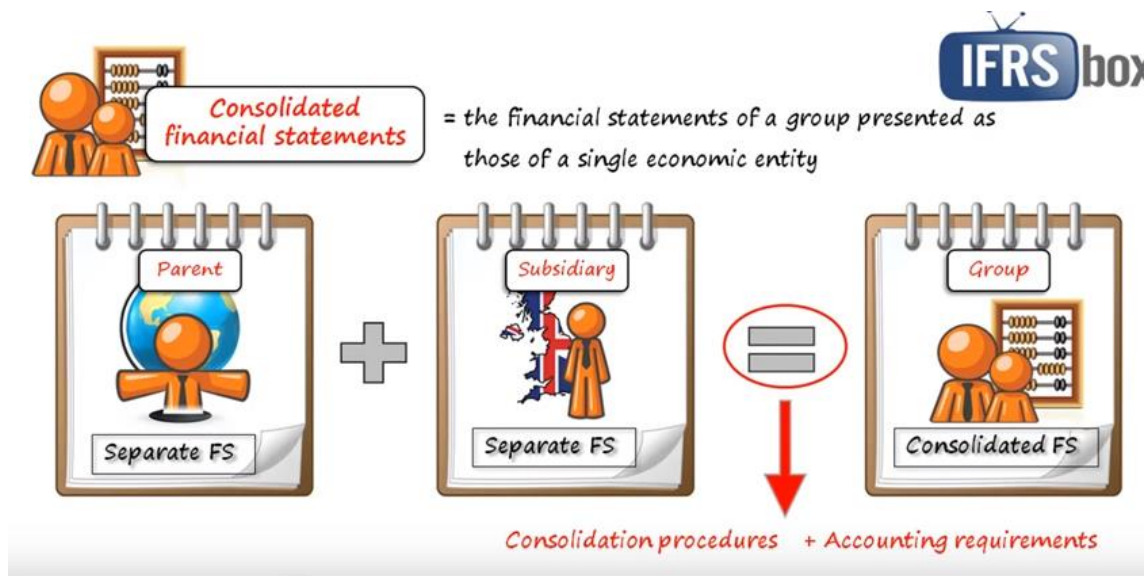 IFRS box
Consolidated
financial statements
= the financial statements of a group presented as
those of a single economic entity
Parent
Subsidiary
Group
Separate FS
Separate FS
Consolidated FS
Consolidation procedures + Accounting requirements